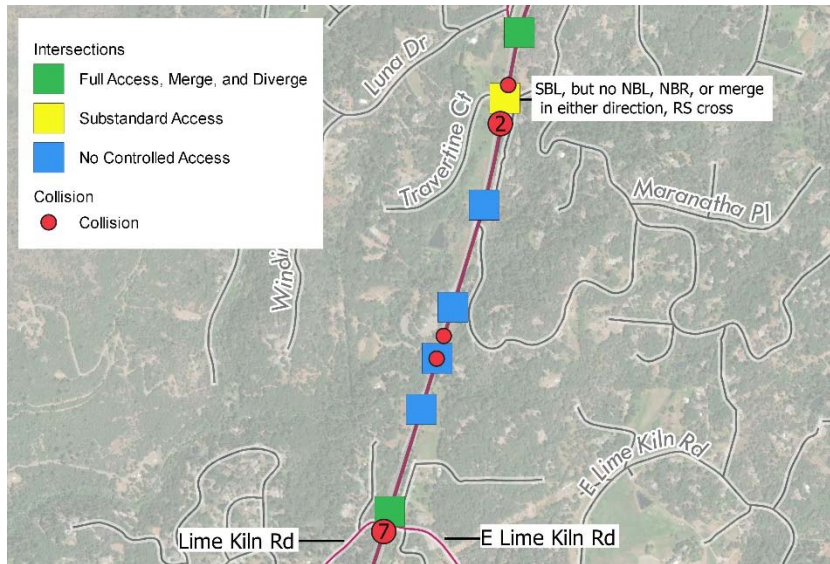 Intersections
Full Access, Merge, and Diverge
Substandard Access
No Controlled Access
Collision
Collision
Luna Dr
SBL, but no NBL, NBR, or merge
in either direction, RS cross
2
Travertine Ct
Maranatha Pl
Windi
E Lime Kiln Rd
Lime Kiln Rd
7
E Lime Kiln Rd